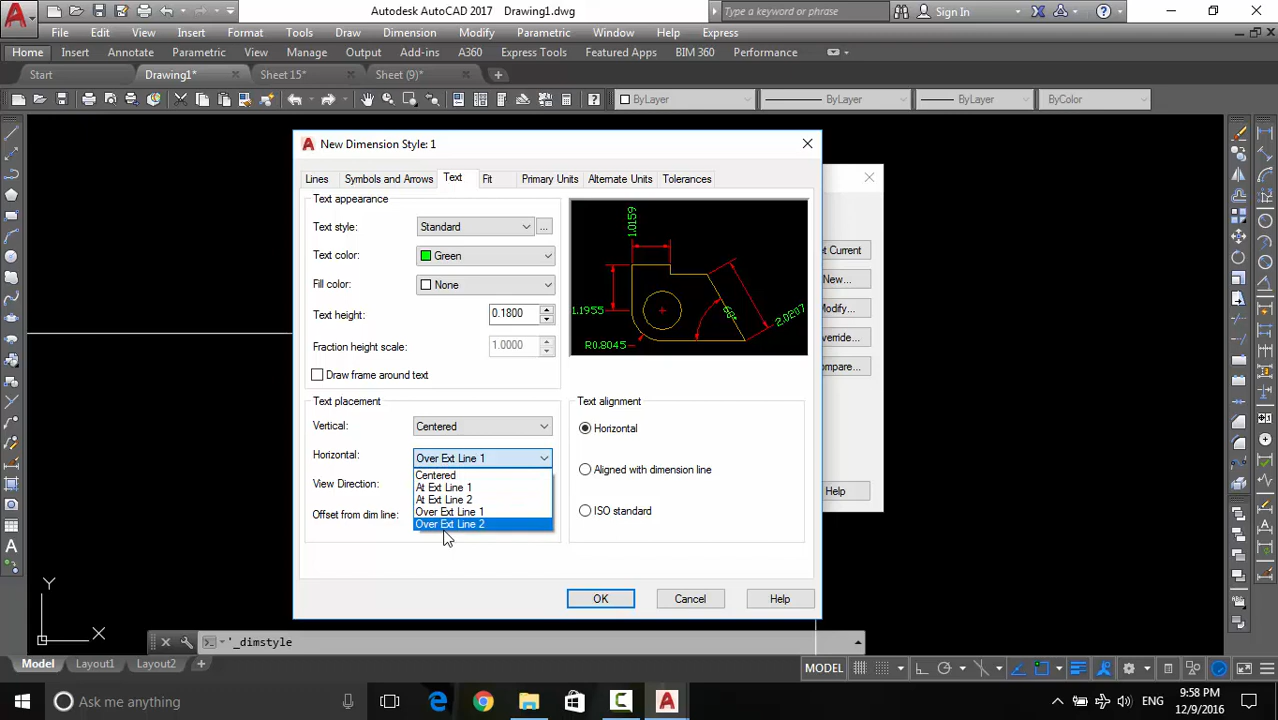 Autodesk AutoCAD 2017 Drawing1.dwg
Type a keyword or phrase
Sign In
File Edit View Insert Format Tools Draw Dimension Modify Parametric Window Help Express
Home Insert Annotate Parametric View Manage Output Add-ins A360 Express Tools Featured Apps BIM 360 Performance
Start Drawing1* Sheet 15* Sheet (9)*
ByLayer ByLayer ByLayer ByColor
New Dimension Style: 1
Lines Symbols and Arrows Text Fit Primary Units Alternate Units Tolerances
Text appearance
Text style: Standard ...
Text color: Green
Fill color: None
Text height: 0.1800
Fraction height scale: 1.0000
Draw frame around text
1.0159
1.1955
2.0207
60°
R0.8045
et Current
New...
Modify...
verride...
ompare...
Help
Text placement
Vertical: Centered
Horizontal: Over Ext Line 1
Centered
At Ext Line 1
At Ext Line 2
Over Ext Line 1
Over Ext Line 2
View Direction:
Offset from dim line:
Text alignment
Horizontal
Aligned with dimension line
ISO standard
OK Cancel Help
Y
X
'_dimstyle
Model Layout1 Layout2 +
MODEL
Ask me anything
ENG
9:58 PM
12/9/2016